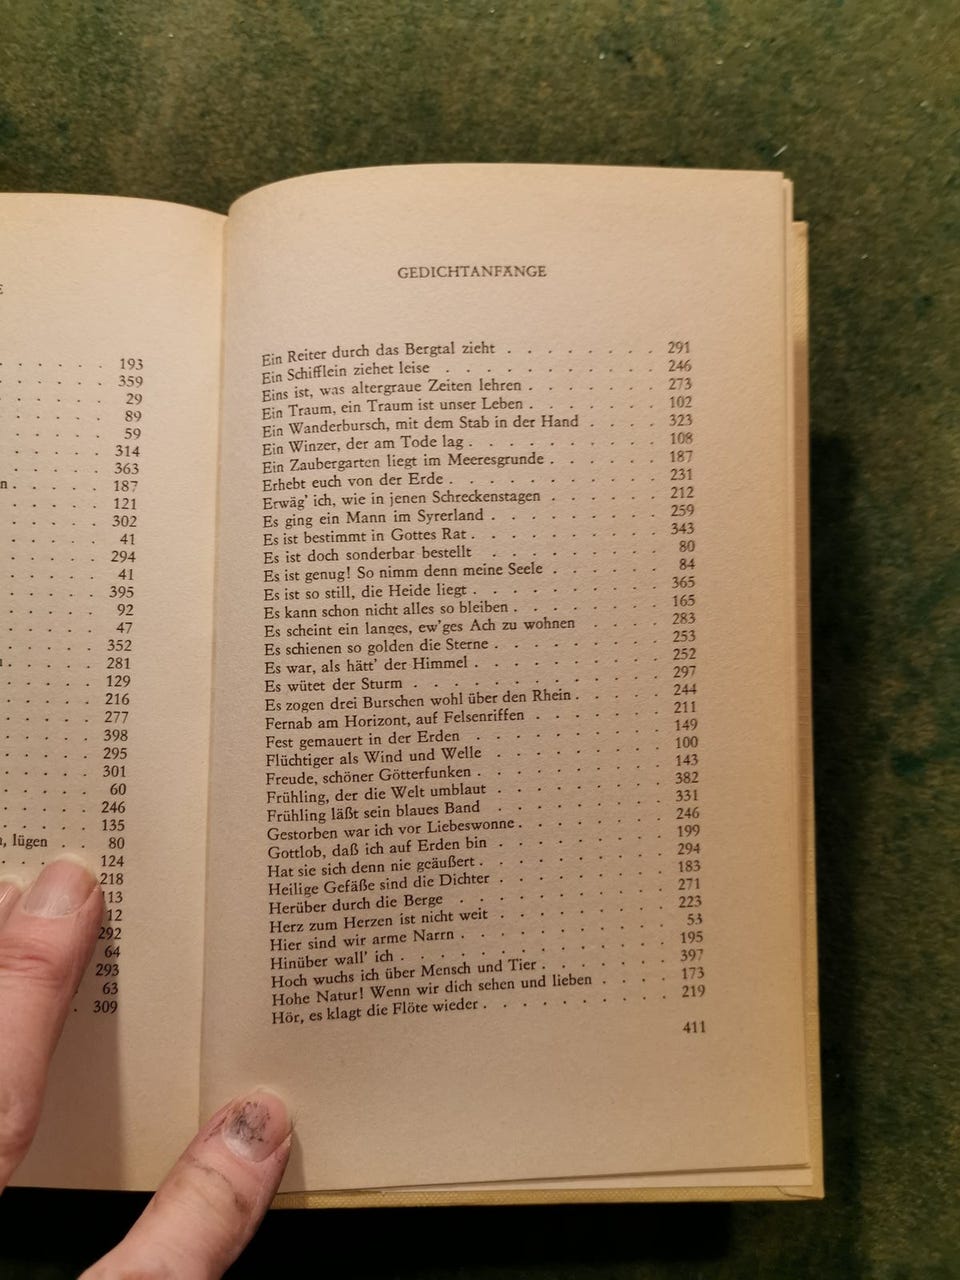 E
. . . . . . 193
. . . . . . 359
. . . . . . 29
. . . . . . 89
. . . . . . 59
. . . . . . 314
. . . . . . 363
n . . . . . 187
. . . . . . 121
. . . . . . 302
. . . . . . 41
. . . . . . 294
. . . . . . 41
. . . . . . 395
. . . . . . 92
. . . . . . 47
. . . . . . 352
. . . . . 281
. . . . . . 129
. . . . . . 216
. . . . . . 277
. . . . . . 398
. . . . . . 295
. . . . . . 301
. . . . . . 60
. . . . . . 246
. . . . . . 135
, lügen . . 80
. . . 124
218
113
12
292
64
293
63
. 309
GEDICHTANFÄNGE
Ein Reiter durch das Bergtal zieht . . . . . . . . 291
Ein Schifflein ziehet leise . . . . . . . . . . . 246
Eins ist, was altergraue Zeiten lehren . . . . . . . 273
Ein Traum, ein Traum ist unser Leben . . . . . . . 102
Ein Wanderbursch, mit dem Stab in der Hand . . . . 323
Ein Winzer, der am Tode lag . . . . . . . . . . 108
Ein Zaubergarten liegt im Meeresgrunde . . . . . . 187
Erhebt euch von der Erde . . . . . . . . . . . 231
Erwäg' ich, wie in jenen Schreckenstagen . . . . . . 212
Es ging ein Mann im Syrerland . . . . . . . . . 259
Es ist bestimmt in Gottes Rat . . . . . . . . . . 343
Es ist doch sonderbar bestellt . . . . . . . . . 80
Es ist genug! So nimm denn meine Seele . . . . . . 84
Es ist so still, die Heide liegt . . . . . . . . . . 365
Es kann schon nicht alles so bleiben . . . . . . . . 165
Es scheint ein langes, ew'ges Ach zu wohnen . . . . 283
Es schienen so golden die Sterne . . . . . . . . . 253
Es war, als hätt' der Himmel . . . . . . . . . . 252
Es wütet der Sturm . . . . . . . . . . . . . 297
Es zogen drei Burschen wohl über den Rhein . . . . . 244
Fernab am Horizont, auf Felsenriffen . . . . . . . 211
Fest gemauert in der Erden . . . . . . . . . . 149
Flüchtiger als Wind und Welle . . . . . . . . . 100
Freude, schöner Götterfunken . . . . . . . . . . 143
Frühling, der die Welt umblaut . . . . . . . . . 382
Frühling läßt sein blaues Band . . . . . . . . . 331
Gestorben war ich vor Liebeswonne . . . . . . . . 246
Gottlob, daß ich auf Erden bin . . . . . . . . . 199
Hat sie sich denn nie geäußert . . . . . . . . . . 294
Heilige Gefäße sind die Dichter . . . . . . . . . 183
Herüber durch die Berge . . . . . . . . . . . 271
Herz zum Herzen ist nicht weit . . . . . . . . . 223
Hier sind wir arme Narrn . . . . . . . . . . . 53
Hinüber wall' ich . . . . . . . . . . . . . 195
Hoch wuchs ich über Mensch und Tier . . . . . . . 397
Hohe Natur! Wenn wir dich sehen und lieben . . . . 173
Hör, es klagt die Flöte wieder . . . . . . . . . . 219
411